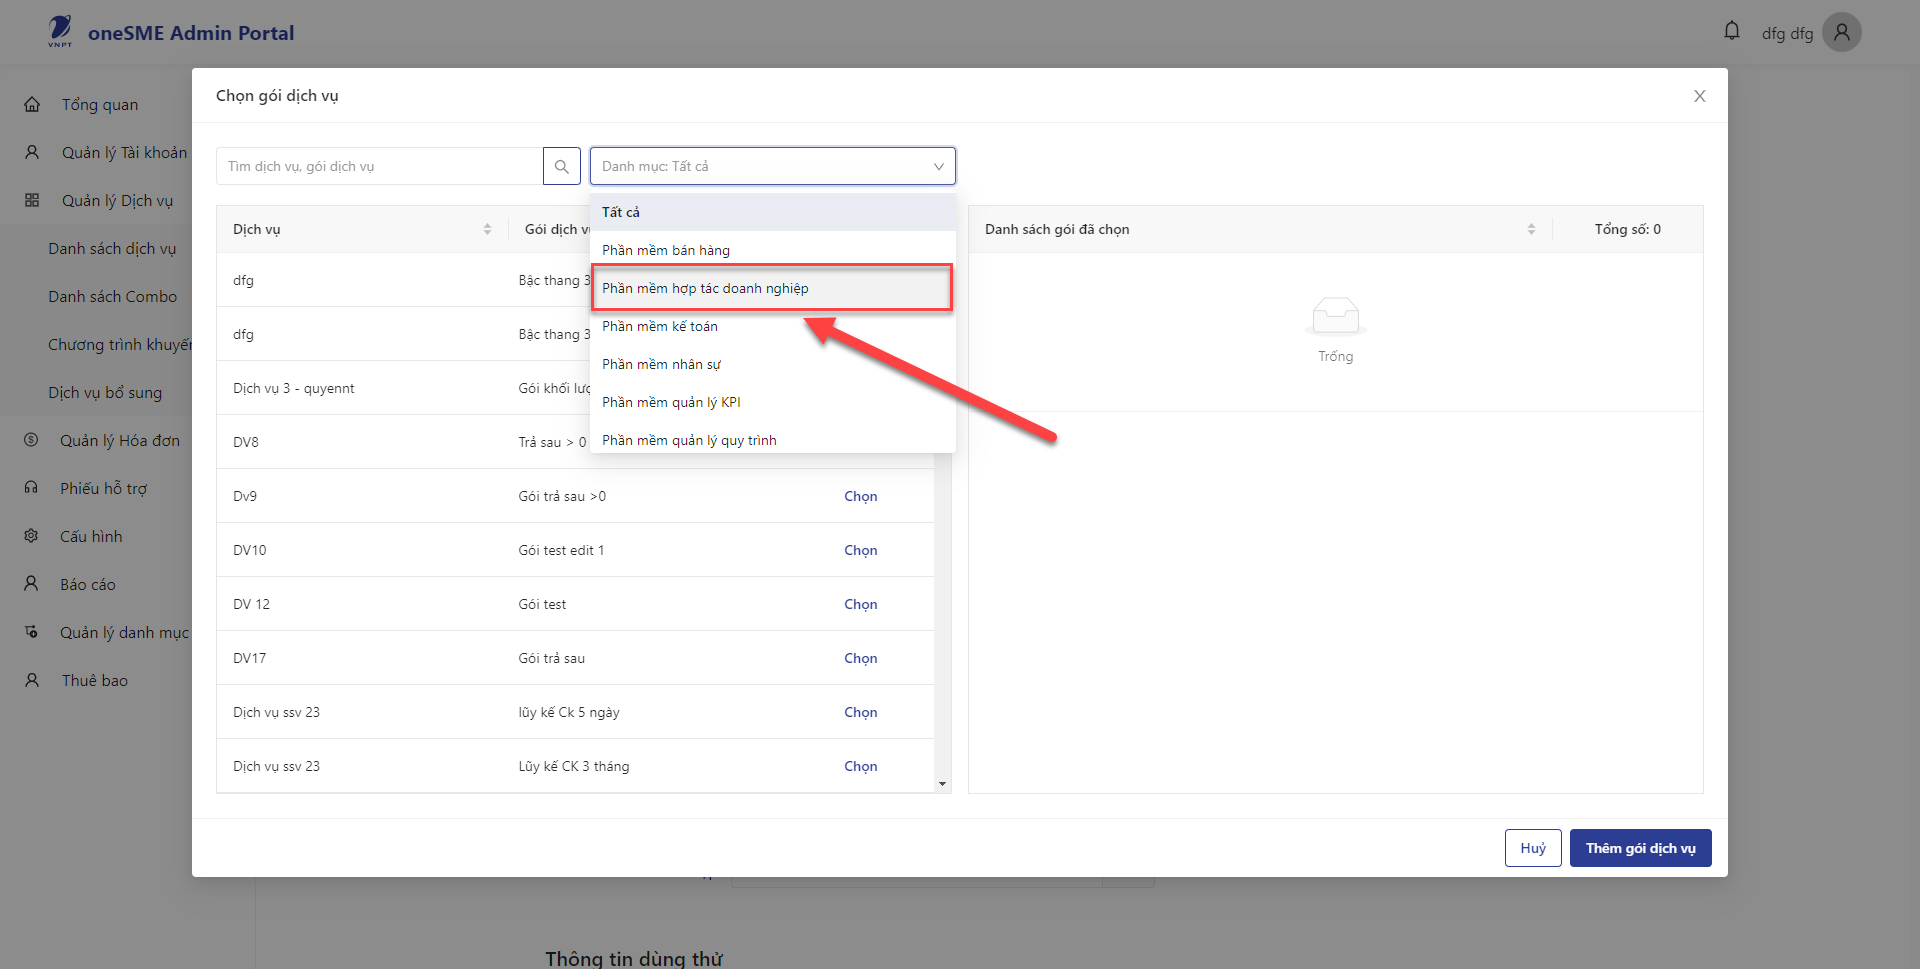 VNPT
oneSME Admin Portal
dfg dfg
Tổng quan
Quản lý Tài khoản
Quản lý Dịch vụ
Danh sách dịch vụ
Danh sách Combo
Chương trình khuyến
Dịch vụ bổ sung
Quản lý Hóa đơn
Phiếu hỗ trợ
Cấu hình
Báo cáo
Quản lý danh mục
Thuê bao
Chọn gói dịch vụ
X
Tìm dịch vụ, gói dịch vụ
Danh mục: Tất cả
Tất cả
Phần mềm bán hàng
Phần mềm hợp tác doanh nghiệp
Phần mềm kế toán
Phần mềm nhân sự
Phần mềm quản lý KPI
Phần mềm quản lý quy trình
Dịch vụ Gói dịch vụ
dfg Bậc thang 3
dfg Bậc thang 3
Dịch vụ 3 - quyennt Gói khối lượ
DV8 Trả sau > 0
Dv9 Gói trả sau >0 Chọn
DV10 Gói test edit 1 Chọn
DV 12 Gói test Chọn
DV17 Gói trả sau Chọn
Dịch vụ ssv 23 lũy kế Ck 5 ngày Chọn
Dịch vụ ssv 23 Lũy kế CK 3 tháng Chọn
Danh sách gói đã chọn Tổng số: 0
Trống
Huỷ Thêm gói dịch vụ
Thông tin dùng thử